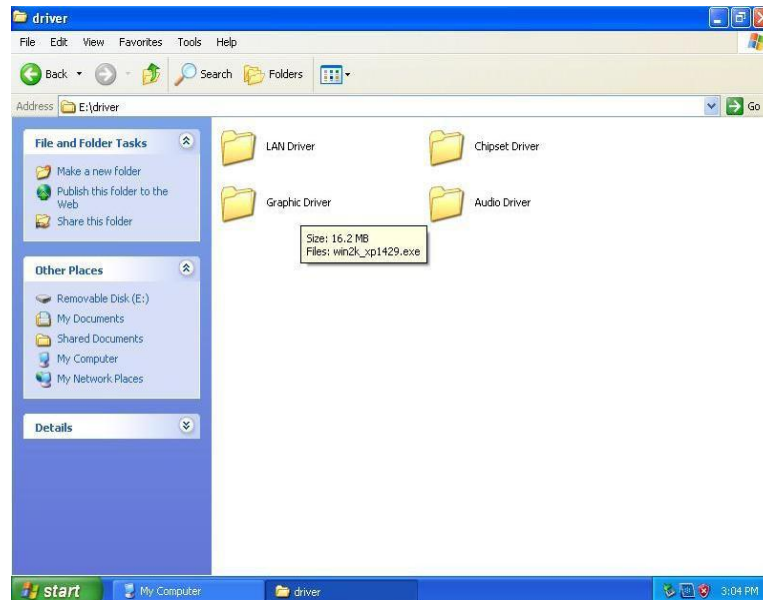 driver
File Edit View Favorites Tools Help
Back Search Folders
Address E:\driver Go
File and Folder Tasks
Make a new folder
Publish this folder to the
Web
Share this folder
Other Places
Removable Disk (E:)
My Documents
Shared Documents
My Computer
My Network Places
Details
LAN Driver Chipset Driver
Graphic Driver Audio Driver
Size: 16.2 MB
Files: win2k_xp1429.exe
start My Computer driver 3:04 PM